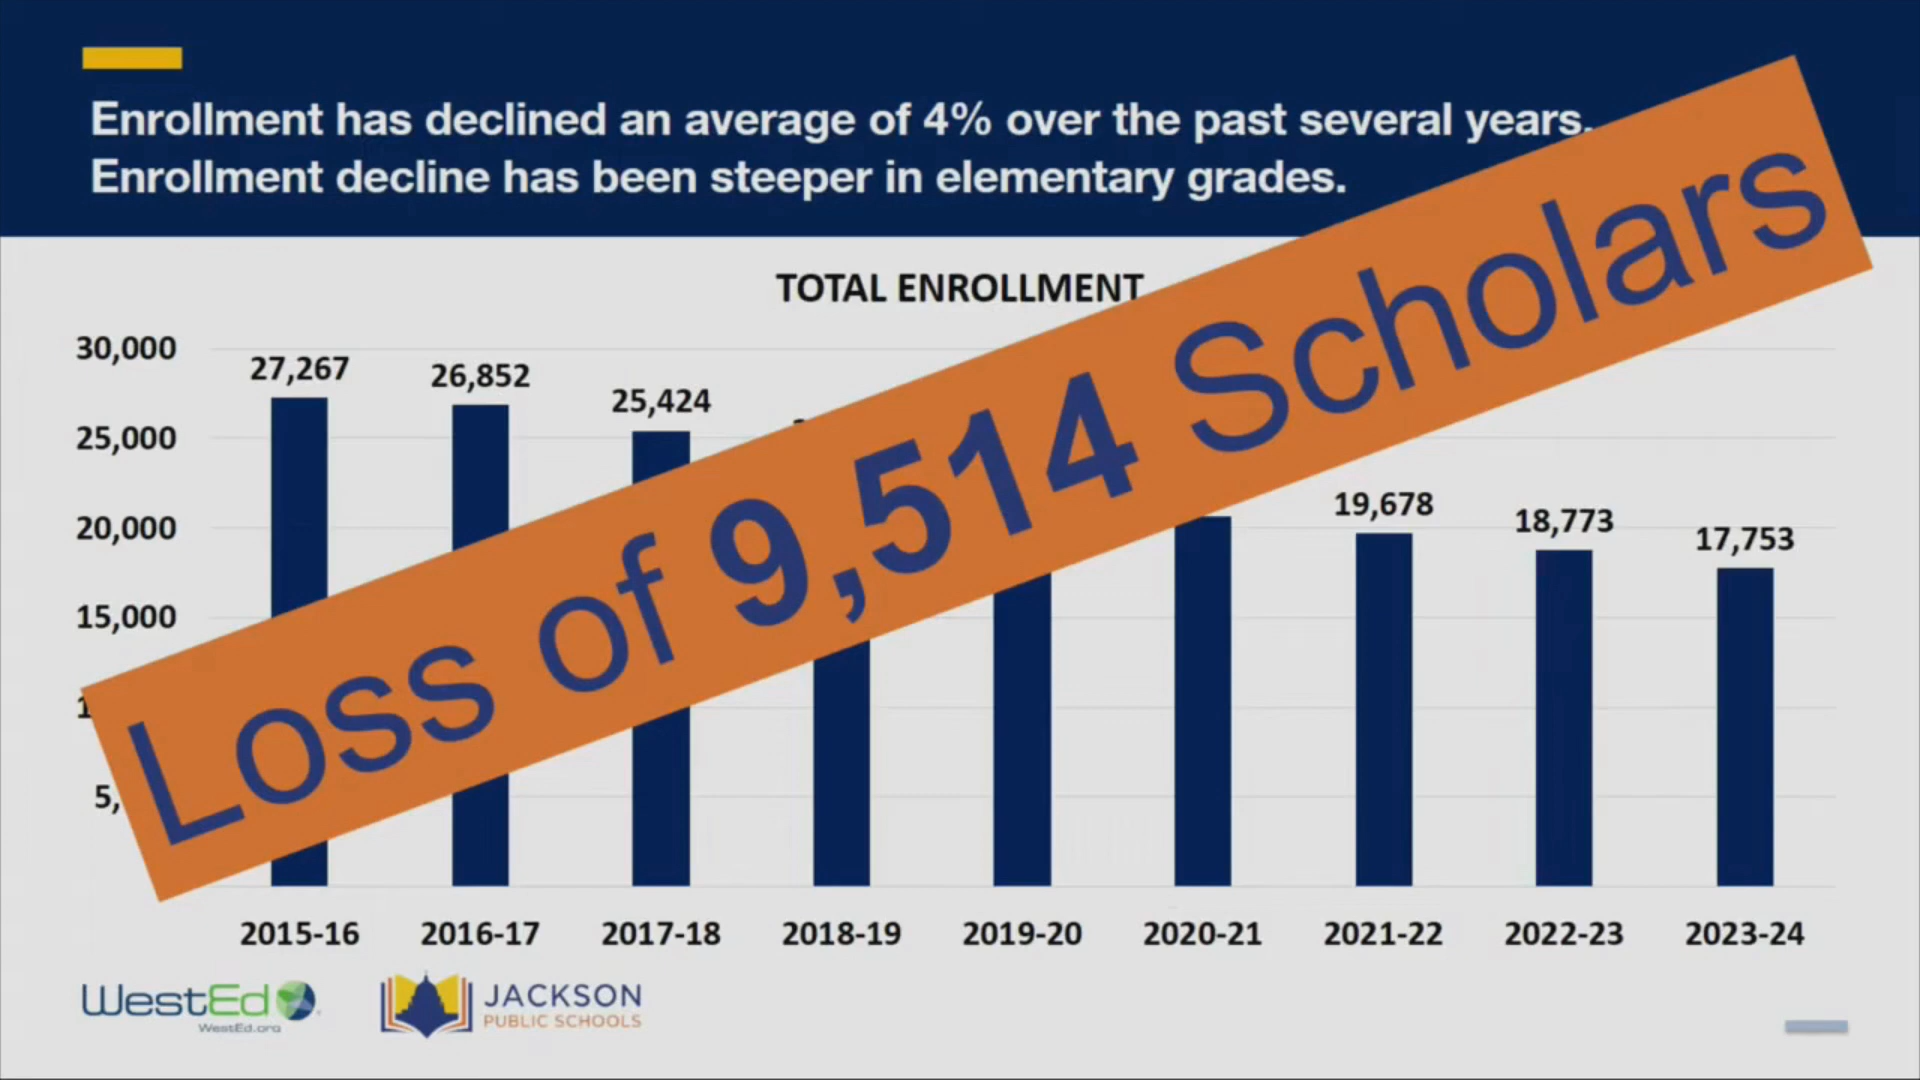 Enrollment has declined an average of 4% over the past several years.
Enrollment decline has been steeper in elementary grades.
TOTAL ENROLLMENT
Loss of 9,514 Scholars
30,000
25,000
20,000
15,000
27,267
26,852
25,424
19,678
18,773
17,753
2015-16
2016-17
2017-18
2018-19
2019-20
2020-21
2021-22
2022-23
2023-24
WestEd
WestEd.org
JACKSON
PUBLIC SCHOOLS